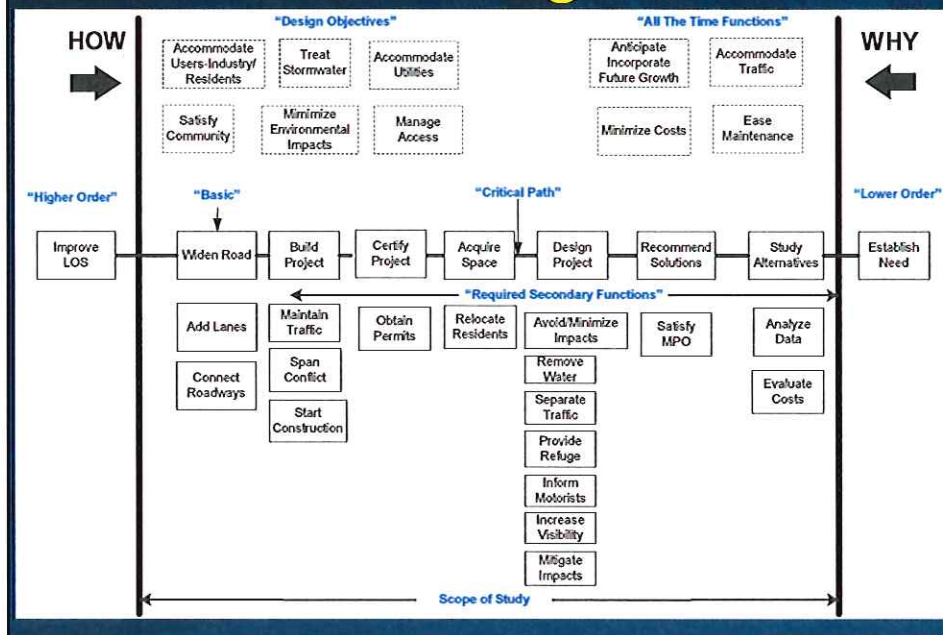 "Design Objectives"
"All The Time Functions"
HOW
WHY
Accommodate
Users-Industry/
Residents
Treat
Stormwater
Accommodate
Utilities
Anticipate
Incorporate
Future Growth
Accommodate
Traffic
Satisfy
Community
Mimimize
Environmental
Impacts
Manage
Access
Minimize Costs
Ease
Maintenance
"Higher Order"
"Basic"
"Critical Path"
"Lower Order"
Improve
LOS
Widen Road
Build
Project
Certify
Project
Acquire
Space
Design
Project
Recommend
Solutions
Study
Alternatives
Establish
Need
"Required Secondary Functions"
Add Lanes
Maintain
Traffic
Obtain
Permits
Relocate
Residents
Avoid/Minimize
Impacts
Satisfy
MPO
Analyze
Data
Connect
Roadways
Span
Conflict
Remove
Water
Evaluate
Costs
Start
Construction
Separate
Traffic
Provide
Refuge
Inform
Motorists
Increase
Visibility
Mitigate
Impacts
Scope of Study